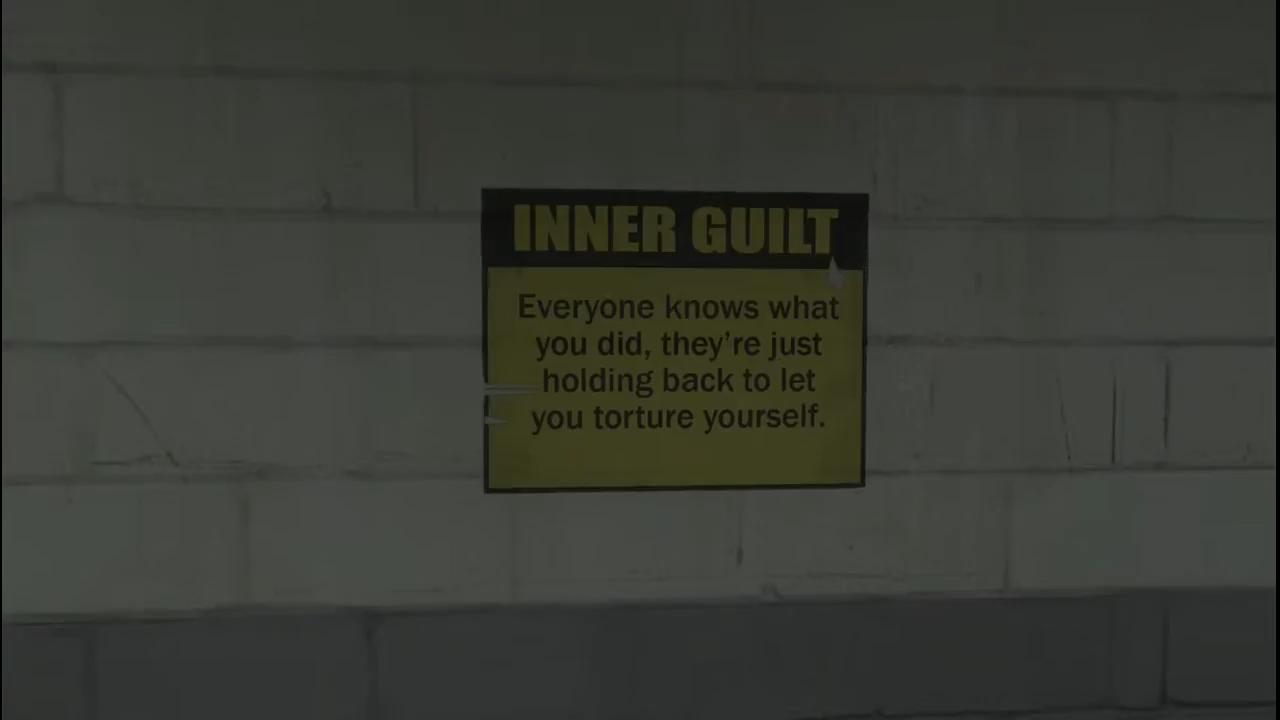 INNER GUILT
Everyone knows what
you did, they're just
holding back to let
you torture yourself.